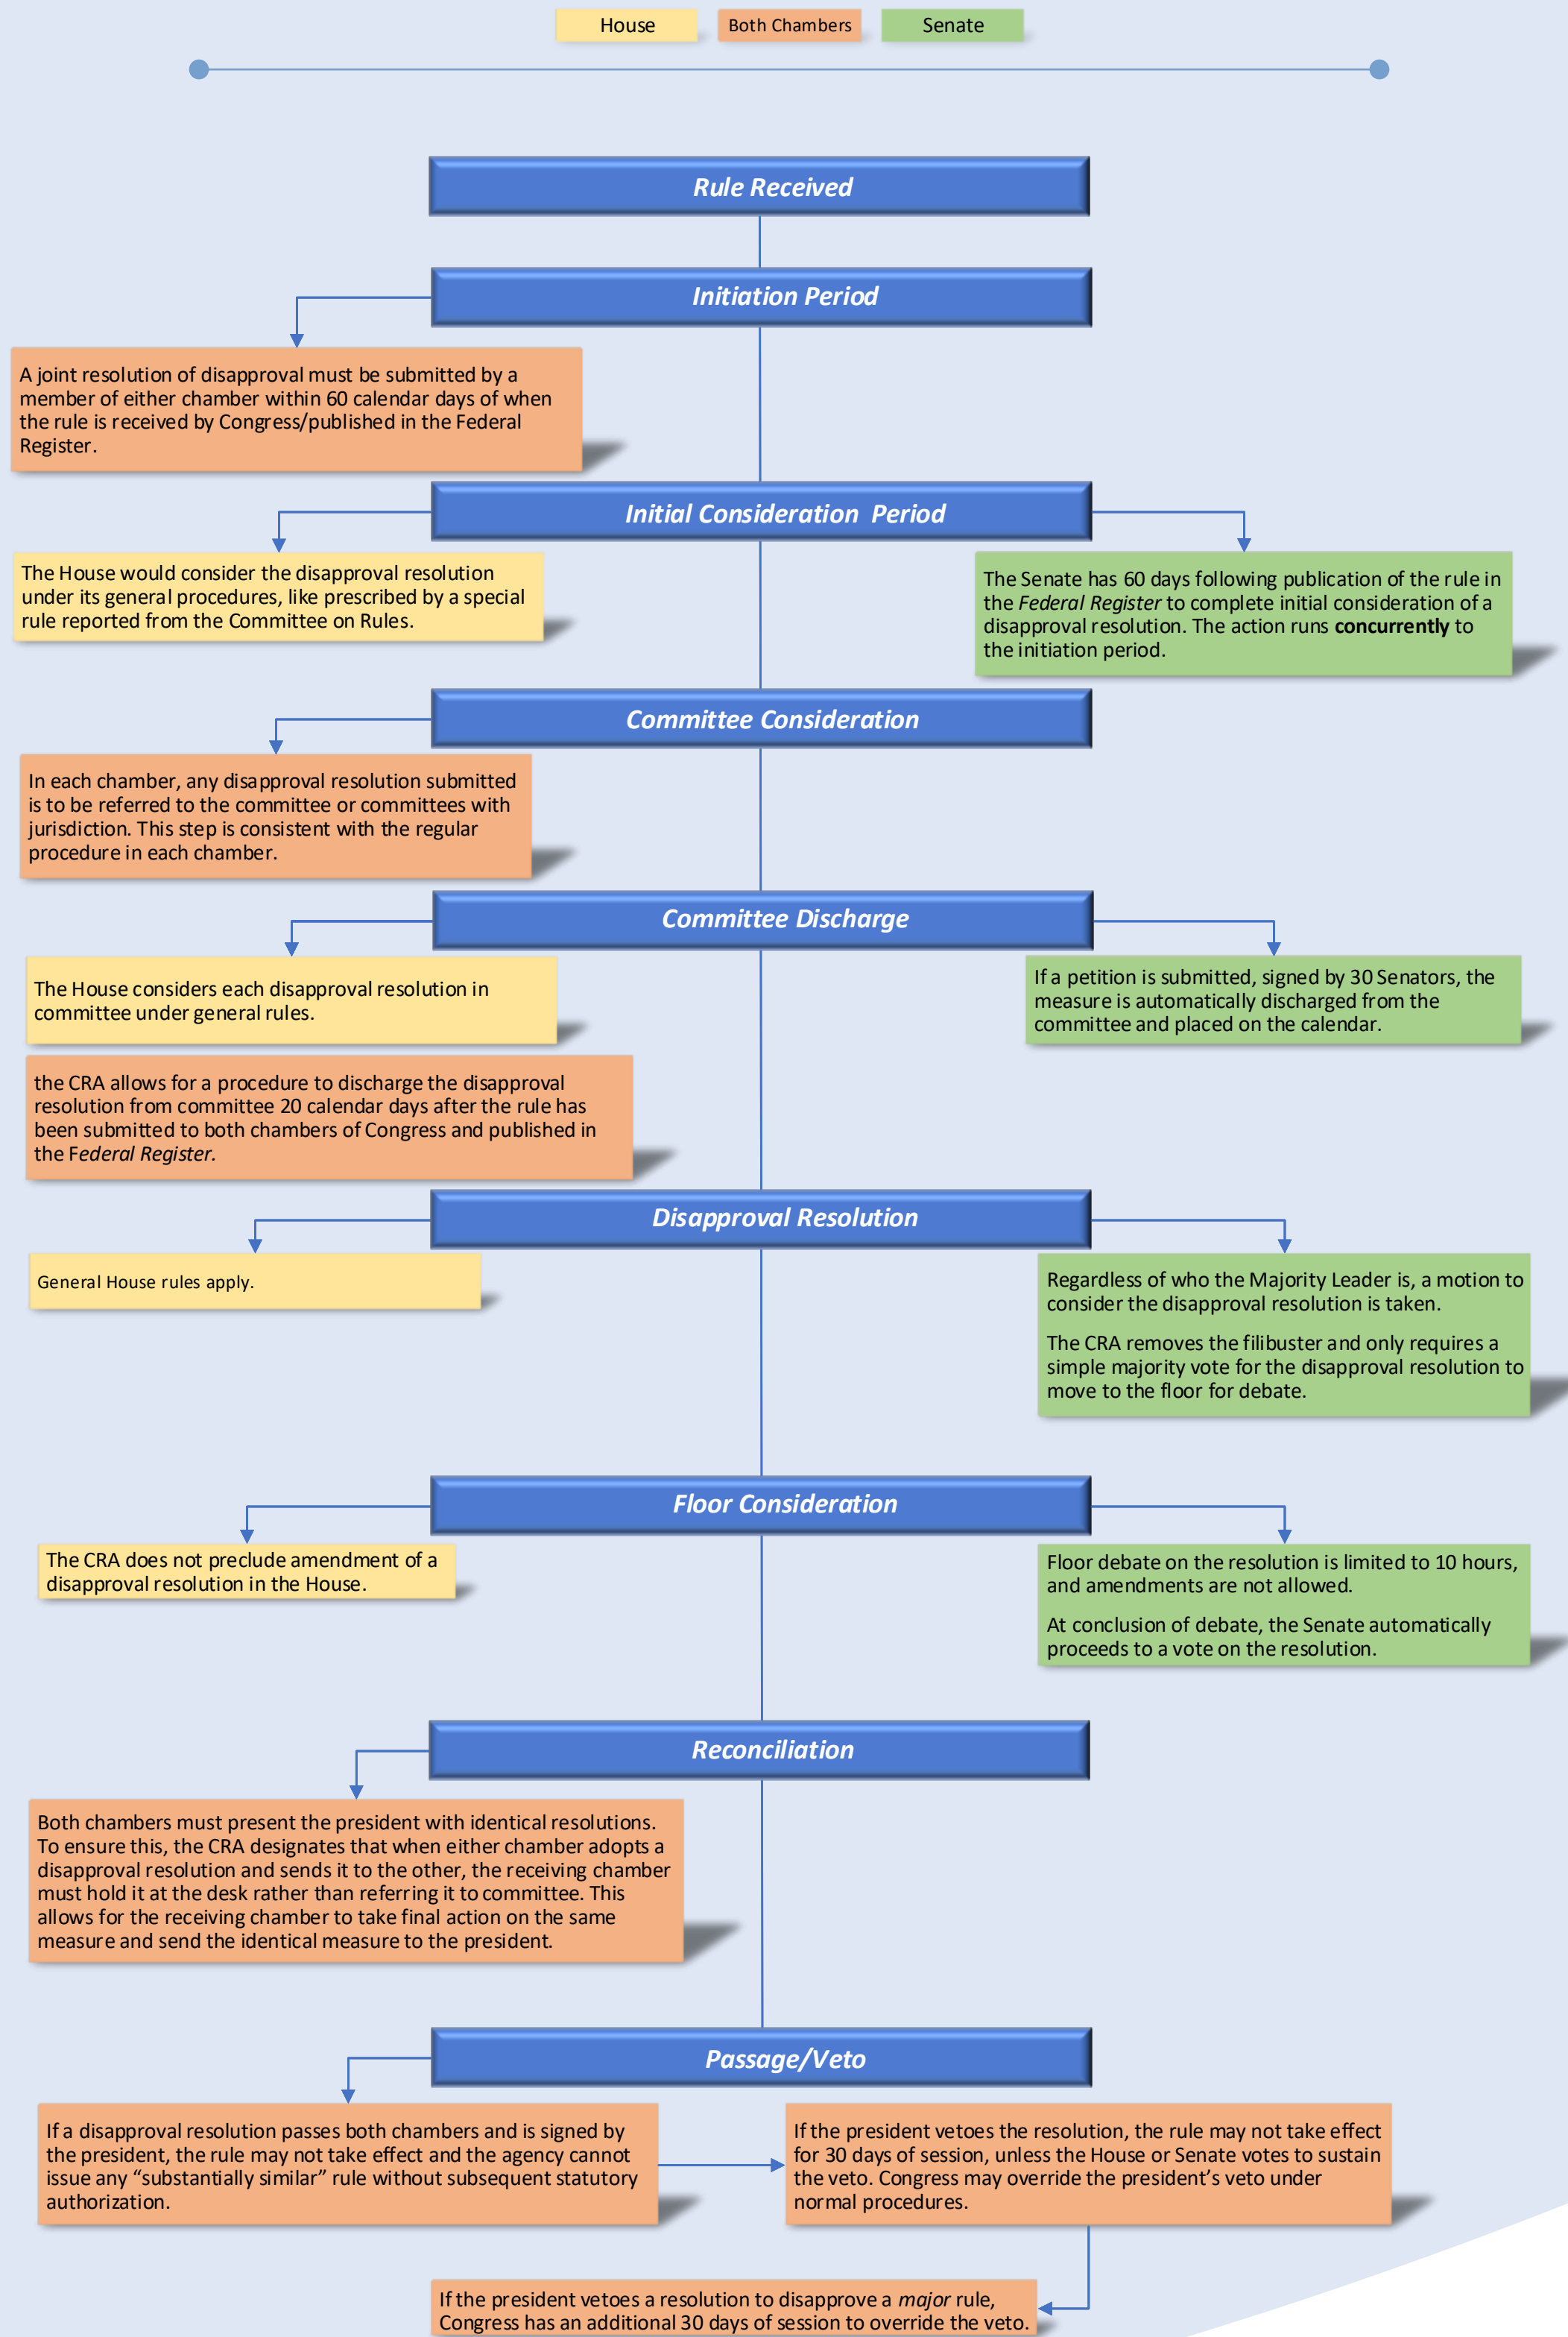 House
Both Chambers
Senate
Rule Received
Initiation Period
A joint resolution of disapproval must be submitted by a
member of either chamber within 60 calendar days of when
the rule is received by Congress/published in the Federal
Register.
Initial Consideration Period
The House would consider the disapproval resolution
under its general procedures, like prescribed by a special
rule reported from the Committee on Rules.
The Senate has 60 days following publication of the rule in
the Federal Register to complete initial consideration of a
disapproval resolution. The action runs concurrently to
the initiation period.
Committee Consideration
In each chamber, any disapproval resolution submitted
is to be referred to the committee or committees with
jurisdiction. This step is consistent with the regular
procedure in each chamber.
Committee Discharge
The House considers each disapproval resolution in
committee under general rules.
If a petition is submitted, signed by 30 Senators, the
measure is automatically discharged from the
committee and placed on the calendar.
the CRA allows for a procedure to discharge the disapproval
resolution from committee 20 calendar days after the rule has
been submitted to both chambers of Congress and published in
the Federal Register.
Disapproval Resolution
General House rules apply.
Regardless of who the Majority Leader is, a motion to
consider the disapproval resolution is taken.
The CRA removes the filibuster and only requires a
simple majority vote for the disapproval resolution to
move to the floor for debate.
Floor Consideration
The CRA does not preclude amendment of a
disapproval resolution in the House.
Floor debate on the resolution is limited to 10 hours,
and amendments are not allowed.
At conclusion of debate, the Senate automatically
proceeds to a vote on the resolution.
Reconciliation
Both chambers must present the president with identical resolutions.
To ensure this, the CRA designates that when either chamber adopts a
disapproval resolution and sends it to the other, the receiving chamber
must hold it at the desk rather than referring it to committee. This
allows for the receiving chamber to take final action on the same
measure and send the identical measure to the president.
Passage/Veto
If a disapproval resolution passes both chambers and is signed by
the president, the rule may not take effect and the agency cannot
issue any “substantially similar” rule without subsequent statutory
authorization.
If the president vetoes the resolution, the rule may not take effect
for 30 days of session, unless the House or Senate votes to sustain
the veto. Congress may override the president’s veto under
normal procedures.
If the president vetoes a resolution to disapprove a major rule,
Congress has an additional 30 days of session to override the veto.